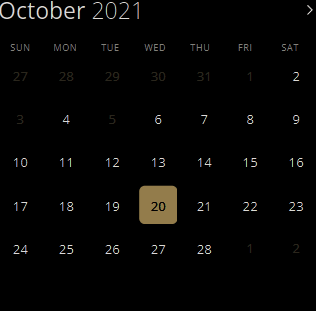 October 2021
SUN MON TUE WED THU FRI SAT
27 28 29 30 31 1 2
3 4 5 6 7 8 9
10 11 12 13 14 15 16
17 18 19 20 21 22 23
24 25 26 27 28 1 2